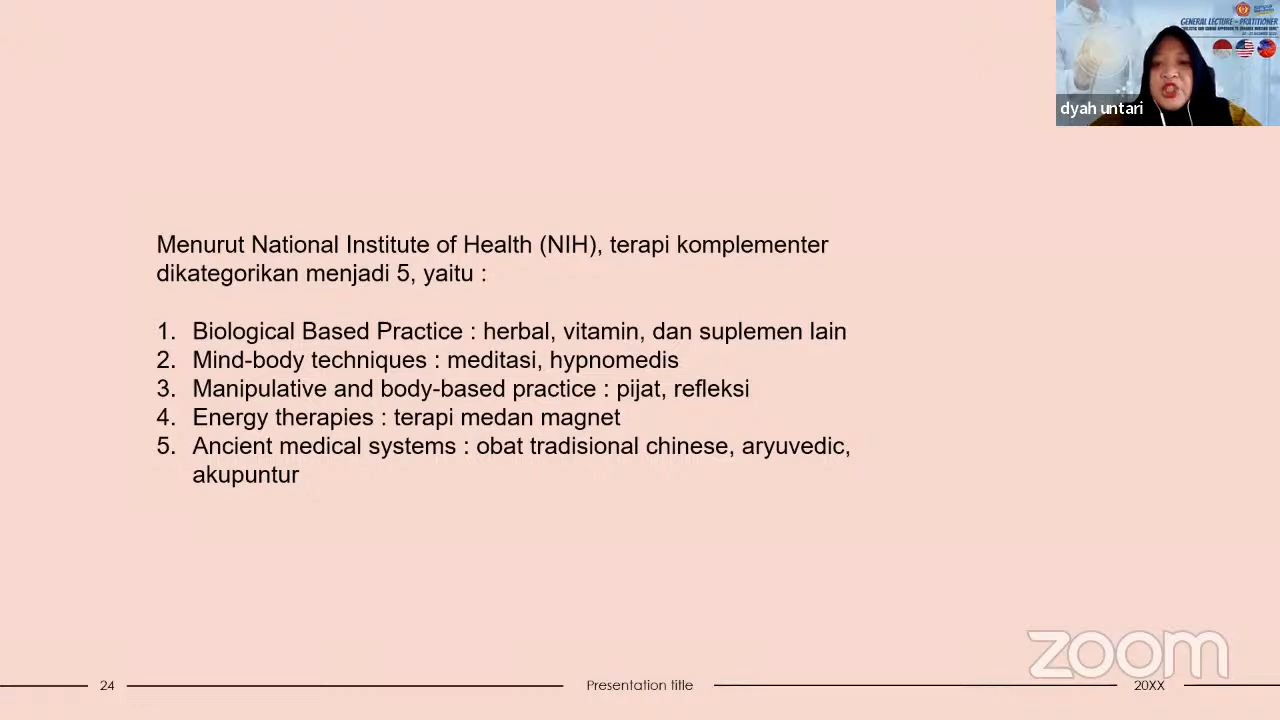 GENERAL LECTURE - PRATITIONER
dyah untari
Menurut National Institute of Health (NIH), terapi komplementer
dikategorikan menjadi 5, yaitu :
1. Biological Based Practice : herbal, vitamin, dan suplemen lain
2. Mind-body techniques : meditasi, hypnomedis
3. Manipulative and body-based practice : pijat, refleksi
4. Energy therapies : terapi medan magnet
5. Ancient medical systems : obat tradisional chinese, aryuvedic,
akupuntur
zoom
24
Presentation title
20XX